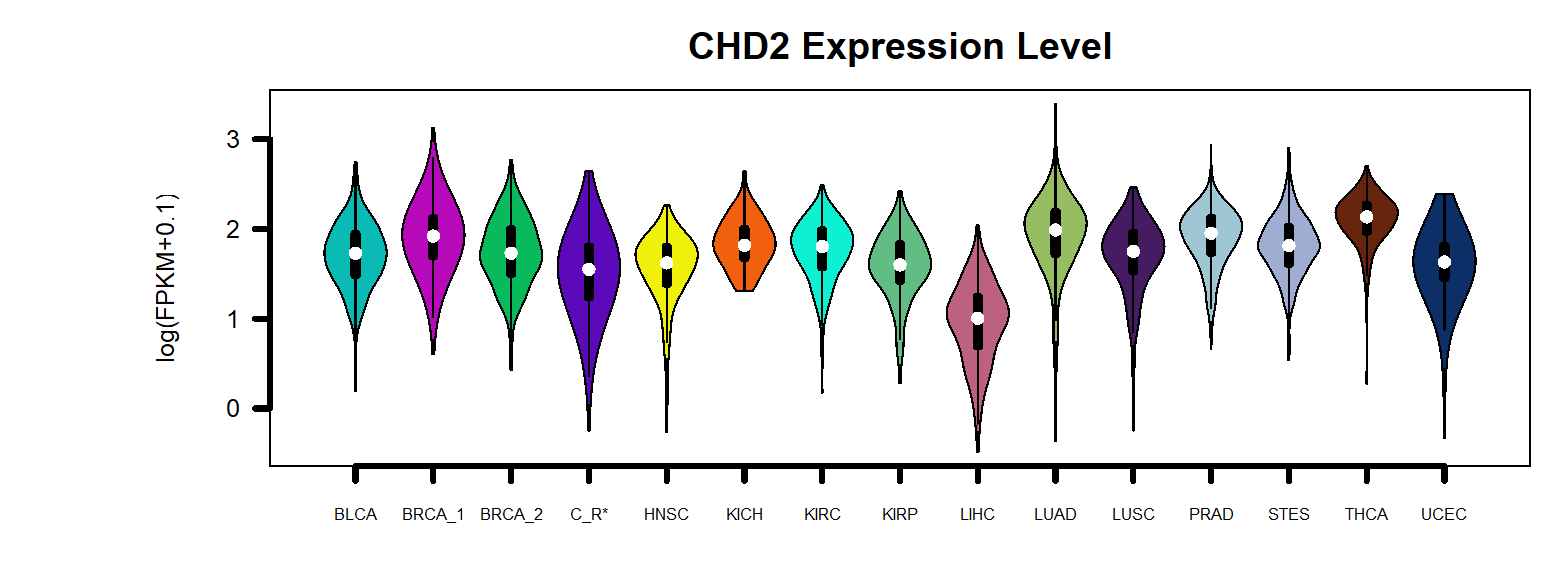 CHD2 Expression Level
log(FPKM+0.1)
3
2
1
0
BLCA BRCA_1 BRCA_2 C_R* HNSC KICH KIRC KIRP LIHC LUAD LUSC PRAD STES THCA UCEC